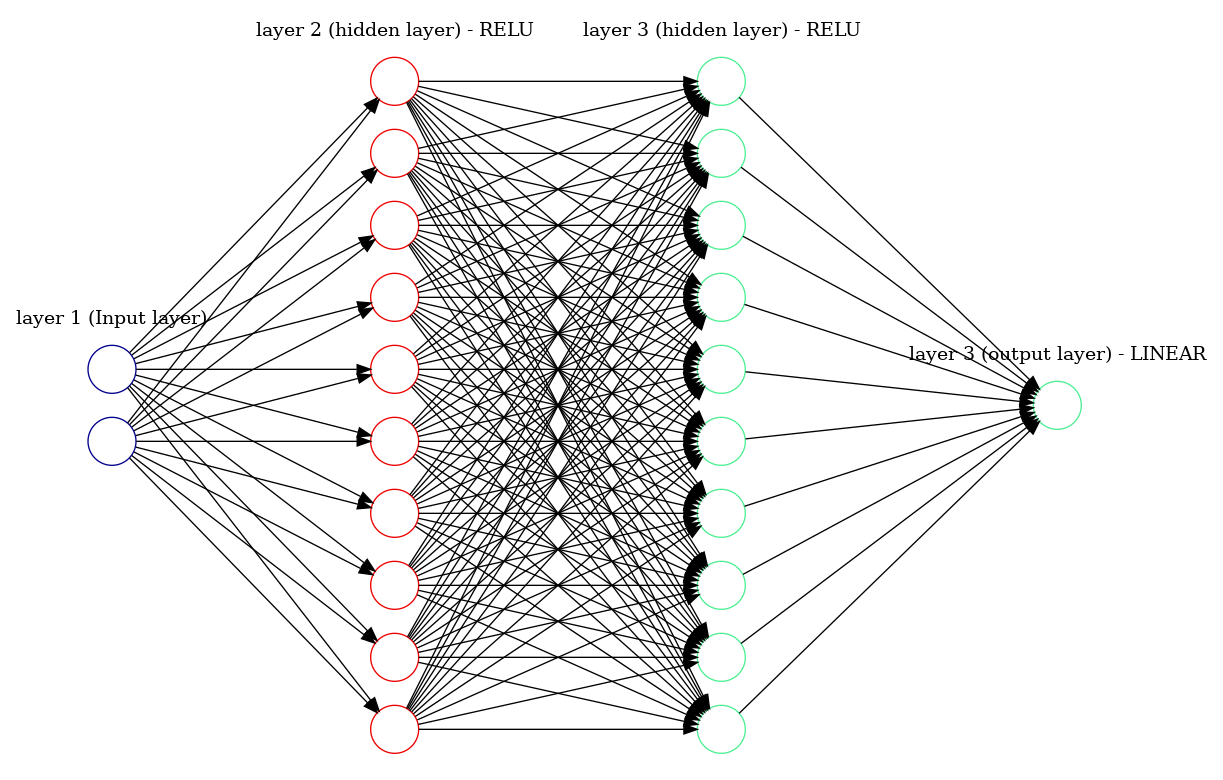 layer 2 (hidden layer) - RELU
layer 3 (hidden layer) - RELU
layer 1 (Input layer)
layer 3 (output layer) - LINEAR